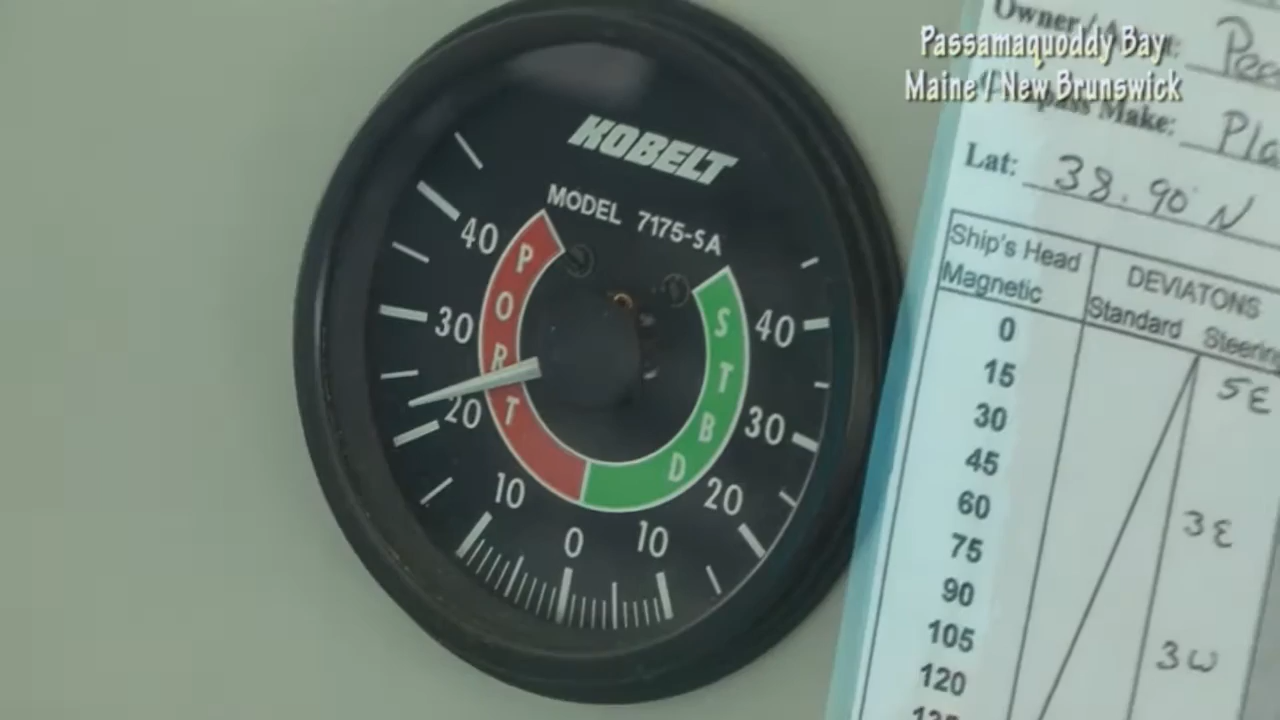 Passamaquoddy Bay
Maine / New Brunswick
KOBELT
MODEL 7175-SA
PORT
STBD
40
30
20
10
0
10
20
30
40
Owner /
Make:
Lat: 38.90 N
Ship's Head
Magnetic
DEVIATONS
Standard
0
15
5E
30
45
60
75
3E
90
105
120
3W